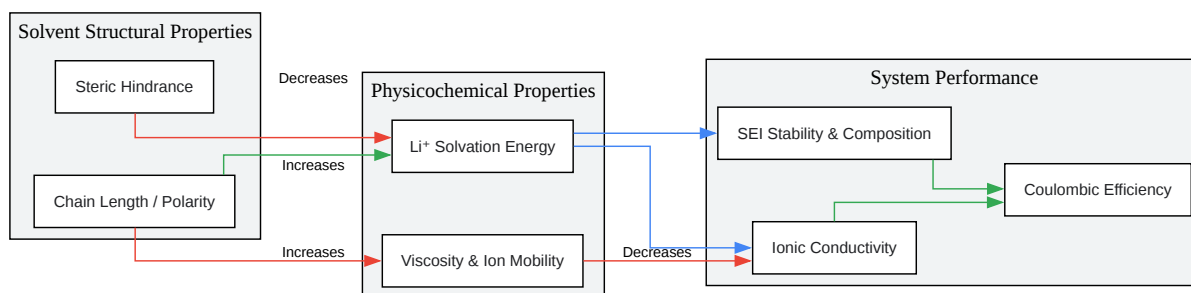 Solvent Structural Properties
Steric Hindrance
Chain Length / Polarity
Decreases
Increases
Increases
Physicochemical Properties
Li⁺ Solvation Energy
Viscosity & Ion Mobility
Decreases
System Performance
SEI Stability & Composition
Ionic Conductivity
Coulombic Efficiency